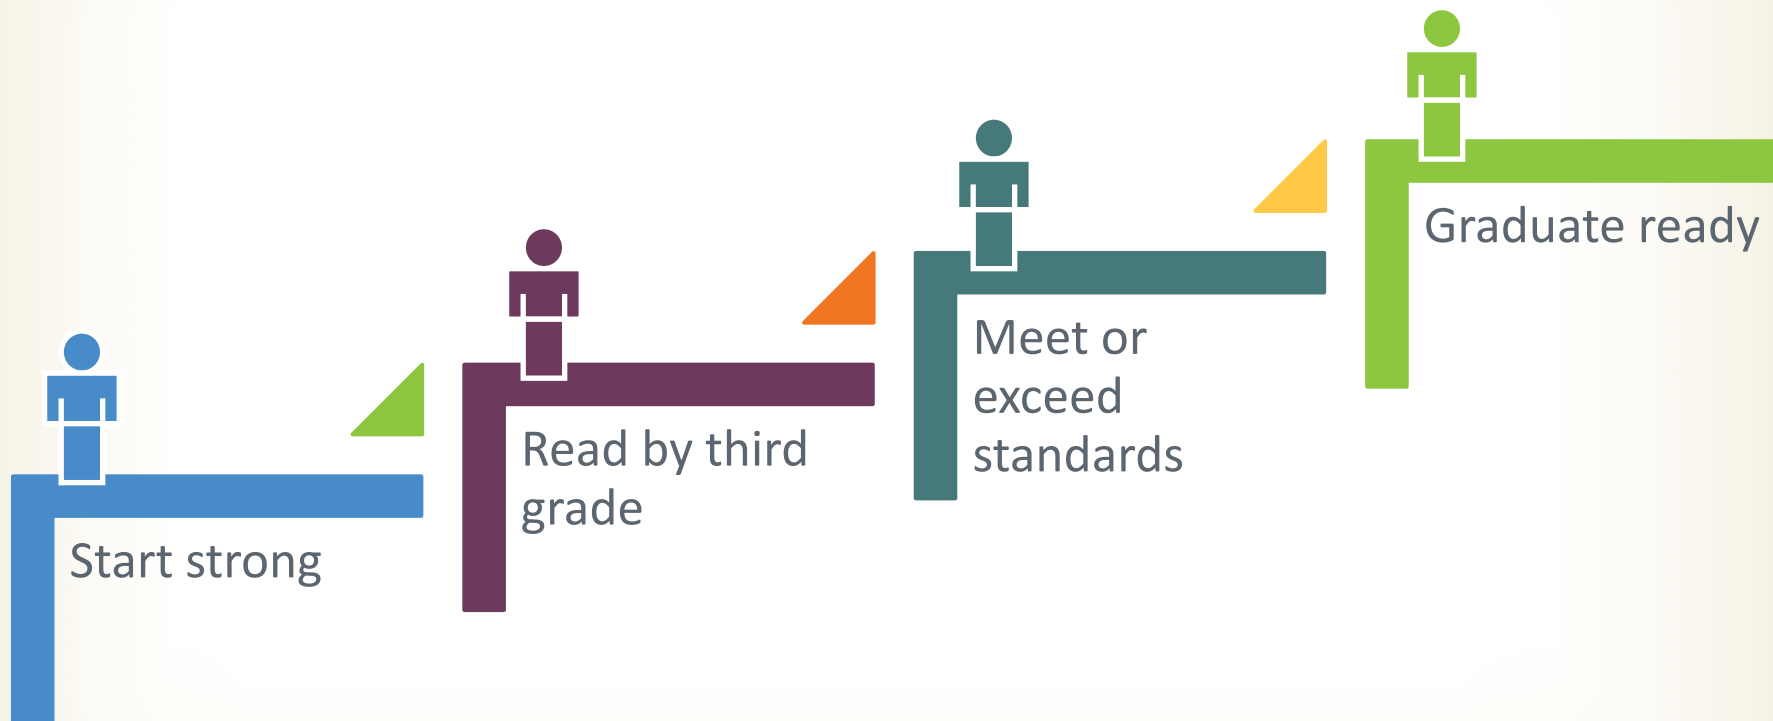 Start strong
Read by third
grade
Meet or
exceed
standards
Graduate ready